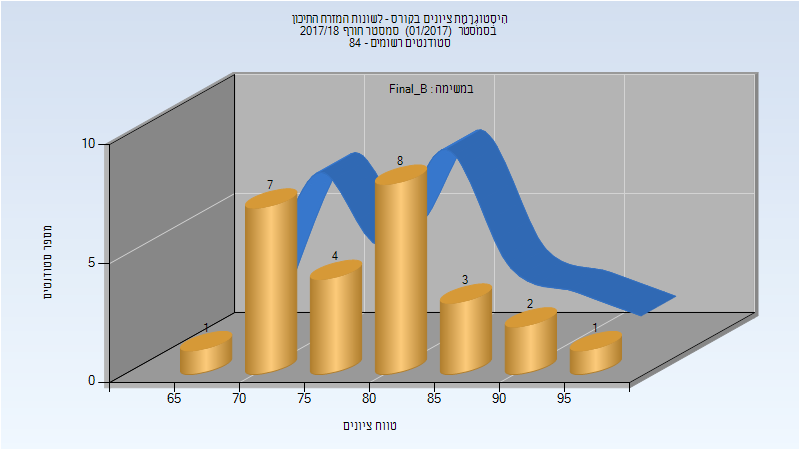 היסטוגרמת ציונים בקורס - לשונות המזרח התיכון
בסמסטר (01/2017) סמסטר חורף 2017/18
סטודנטים רשומים - 84
במשימה : Final_B
10
5
0
מספר סטודנטים
1
7
4
8
3
2
1
65
70
75
80
85
90
95
טווח ציונים